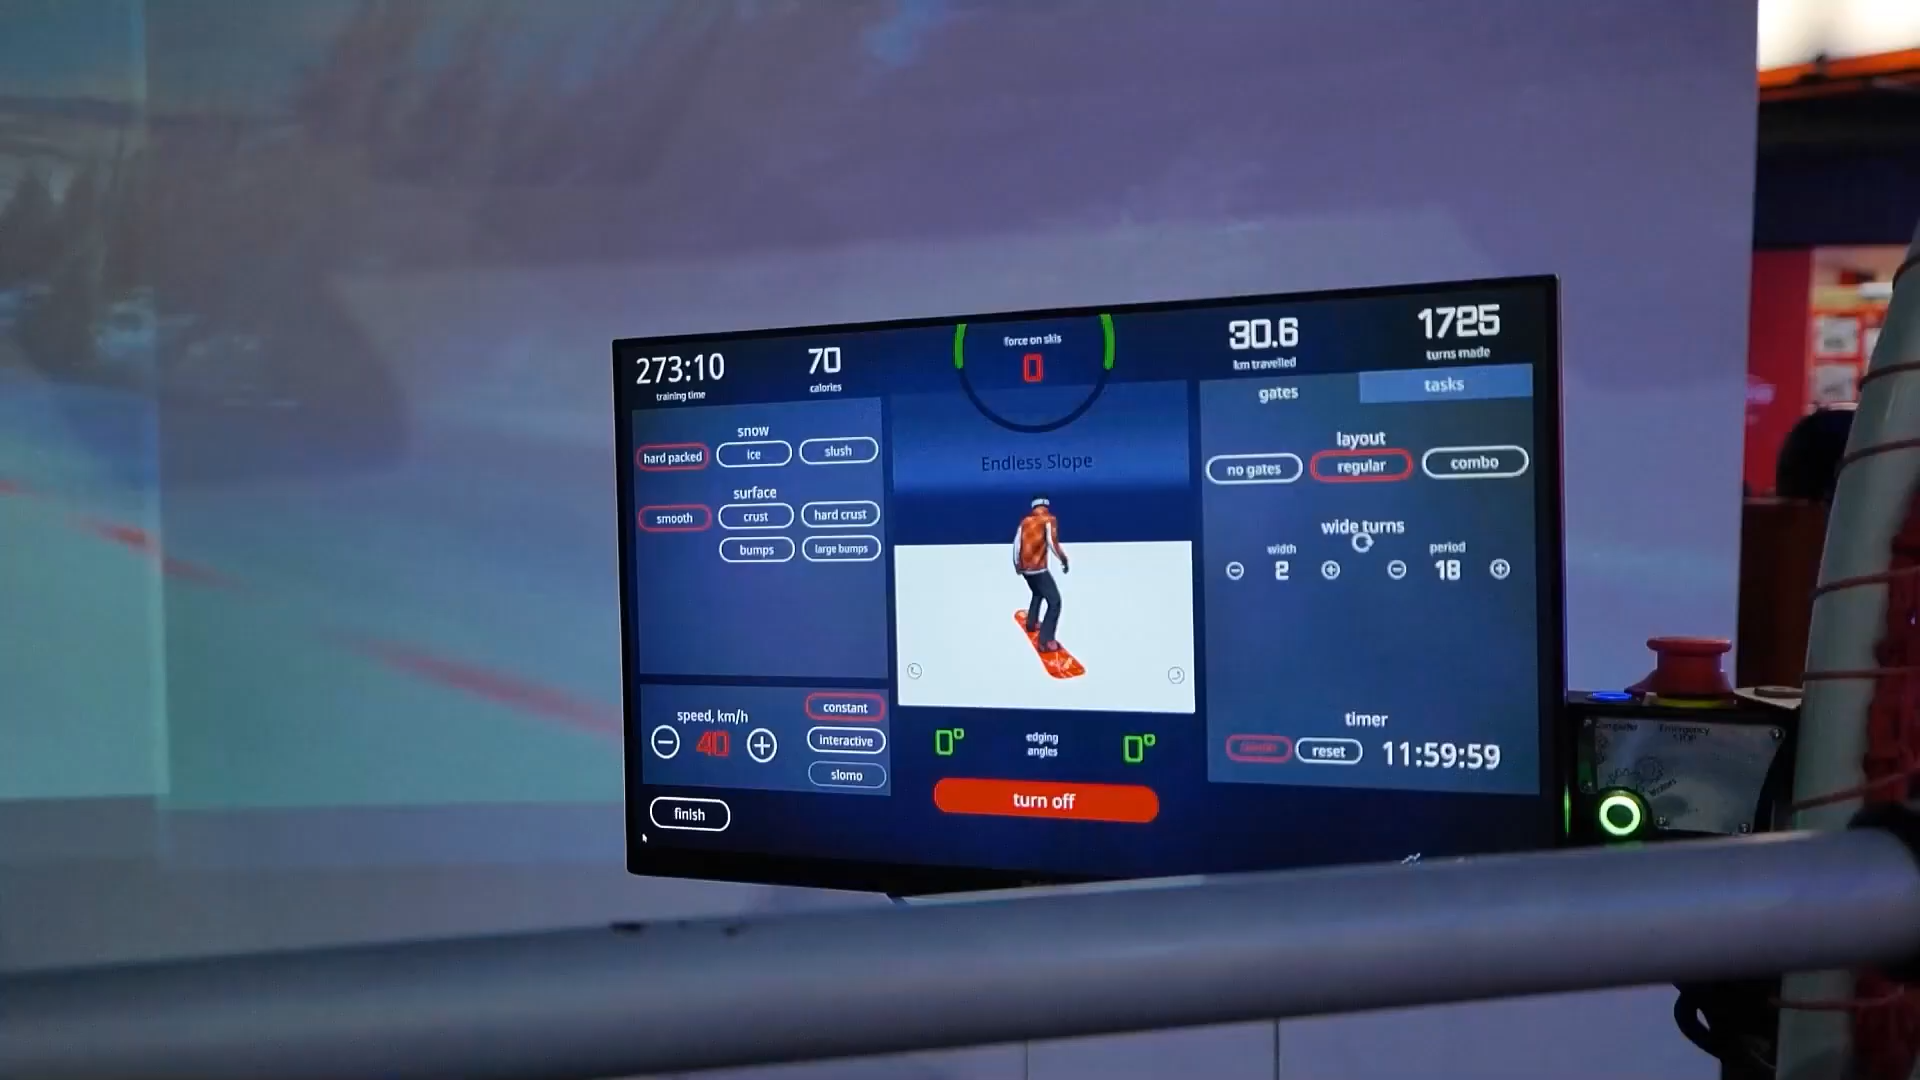 273:10
training time
70
calories
force on skis
0
30.6
km travelled
1725
turns made
snow
hard packed
ice
slush
surface
smooth
crust
hard crust
bumps
large bumps
speed, km/h
40
constant
interactive
slomo
finish
Endless Slope
0°
edging
angles
0°
turn off
gates
tasks
layout
no gates
regular
combo
wide turns
width
2
period
18
timer
reset
11:59:59
Emergency
STOP